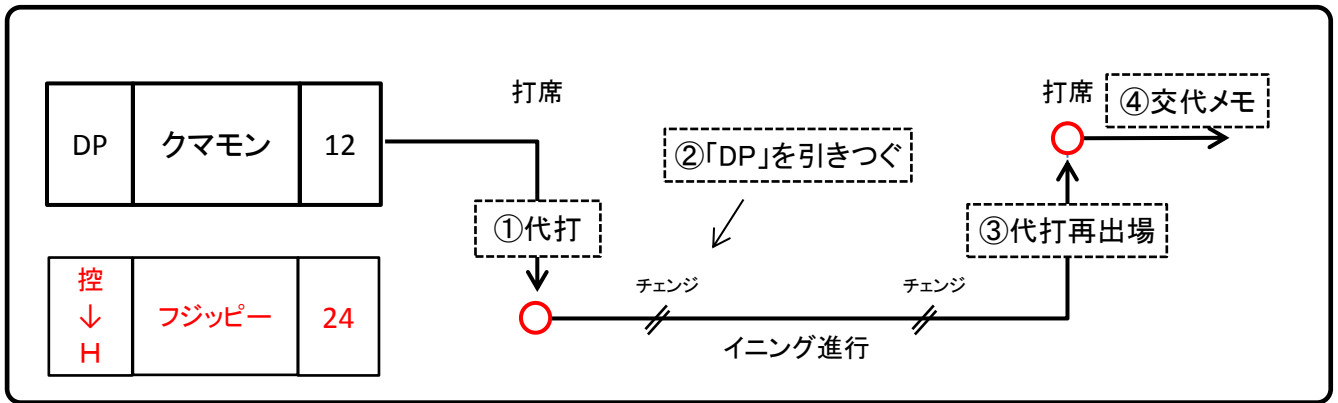 DP
クマモン
12
控
↓
H
フジッピー
24
打席
①代打
②「DP」を引きつぐ
チェンジ
チェンジ
イニング進行
打席
③代打再出場
④交代メモ